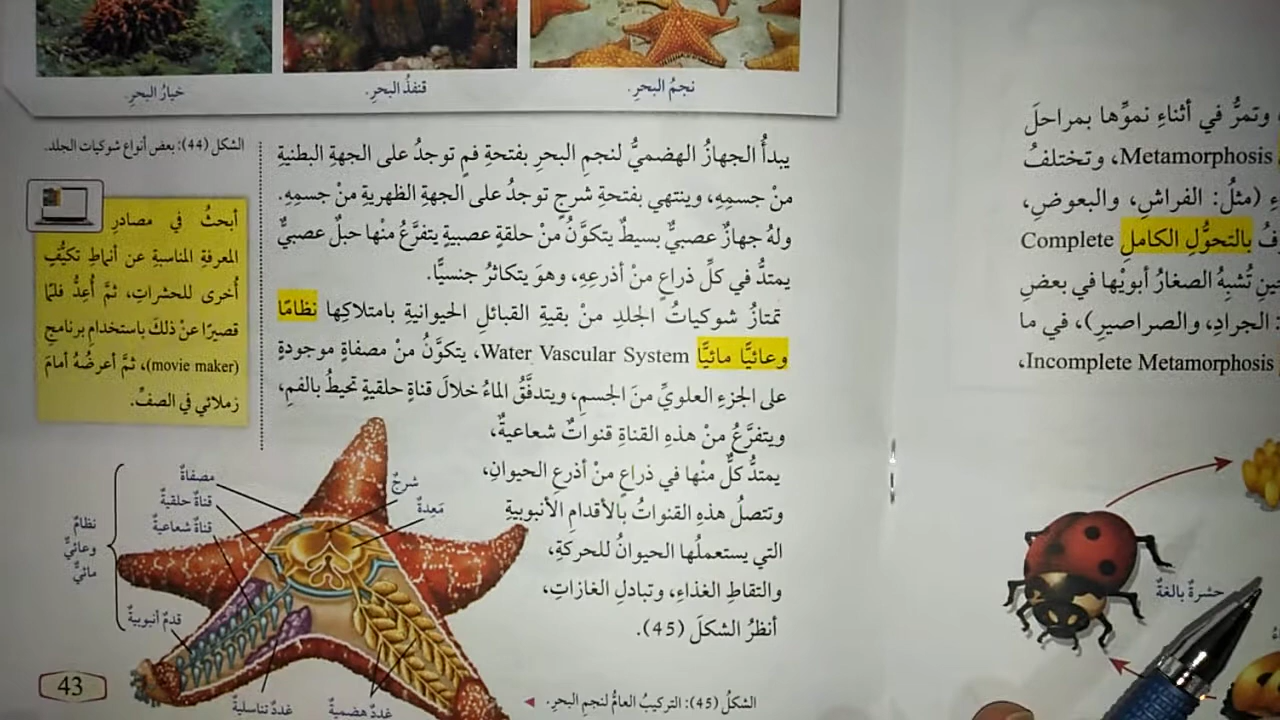 وتمرُّ في أثناءِ نموِّها بمراحلَ
Metamorphosis، وتختلفُ
(مثلُ: الفراشِ، والبعوضِ،
بالتحوُّلِ الكاملِ Complete
حينِ تُشبِهُ الصغارُ أبويْها في بعضِ
الجرادِ، والصراصيرِ)، في ما
Incomplete Metamorphosis،
حشرةٌ بالغةٌ
نجمُ البحرِ.
قنفذُ البحرِ.
خيارُ البحرِ.
الشكل (44): بعض أنواع شوكيات الجلد.
يبدأُ الجهازُ الهضميُّ لنجمِ البحرِ بفتحةِ فمٍ توجدُ على الجهةِ البطنيةِ
منْ جسمِهِ، وينتهي بفتحةِ شرجٍ توجدُ على الجهةِ الظهريةِ منْ جسمِهِ.
ولهُ جهازٌ عصبيٌّ بسيطٌ يتكوَّنُ منْ حلقةٍ عصبيةٍ يتفرَّعُ منْها حبلٌ عصبيٌّ
يمتدُّ في كلِّ ذراعٍ منْ أذرعِهِ، وهوَ يتكاثرُ جنسيًّا.
تمتازُ شوكياتُ الجلدِ منْ بقيةِ القبائلِ الحيوانيةِ بامتلاكِها نظامًا
وعائيًّا مائيًّا Water Vascular System، يتكوَّنُ منْ مصفاةٍ موجودةٍ
على الجزءِ العلويِّ منَ الجسمِ، ويتدفَّقُ الماءُ خلالَ قناةٍ حلقيةٍ تحيطُ بالفمِ،
ويتفرَّعُ منْ هذهِ القناةِ قنواتٌ شعاعيةٌ،
يمتدُّ كلٌّ منْها في ذراعٍ منْ أذرعِ الحيوانِ،
وتتصلُ هذهِ القنواتُ بالأقدامِ الأنبوبيةِ
التي يستعملُها الحيوانُ للحركةِ،
والتقاطِ الغذاءِ، وتبادلِ الغازاتِ،
أنظرُ الشكلَ (45).
أبحثُ في مصادرِ
المعرفةِ المناسبةِ عن أنماطِ تكيُّفٍ
أُخرى للحشراتِ، ثمَّ أُعِدُّ فلمًا
قصيرًا عنْ ذلكَ باستخدامِ برنامجِ
(movie maker)، ثمَّ أعرضُهُ أمامَ
زملائي في الصفِّ.
مصفاةٌ
قناةٌ حلقيةٌ
قناةٌ شعاعيةٌ
نظامٌ
وعائيٌّ
مائيٌّ
قدمٌ أنبوبيةٌ
شرجٌ
مَعِدةٌ
غددٌ هضميةٌ
غددٌ تناسليةٌ
الشكلُ (45): التركيبُ العامُّ لنجمِ البحرِ.
43